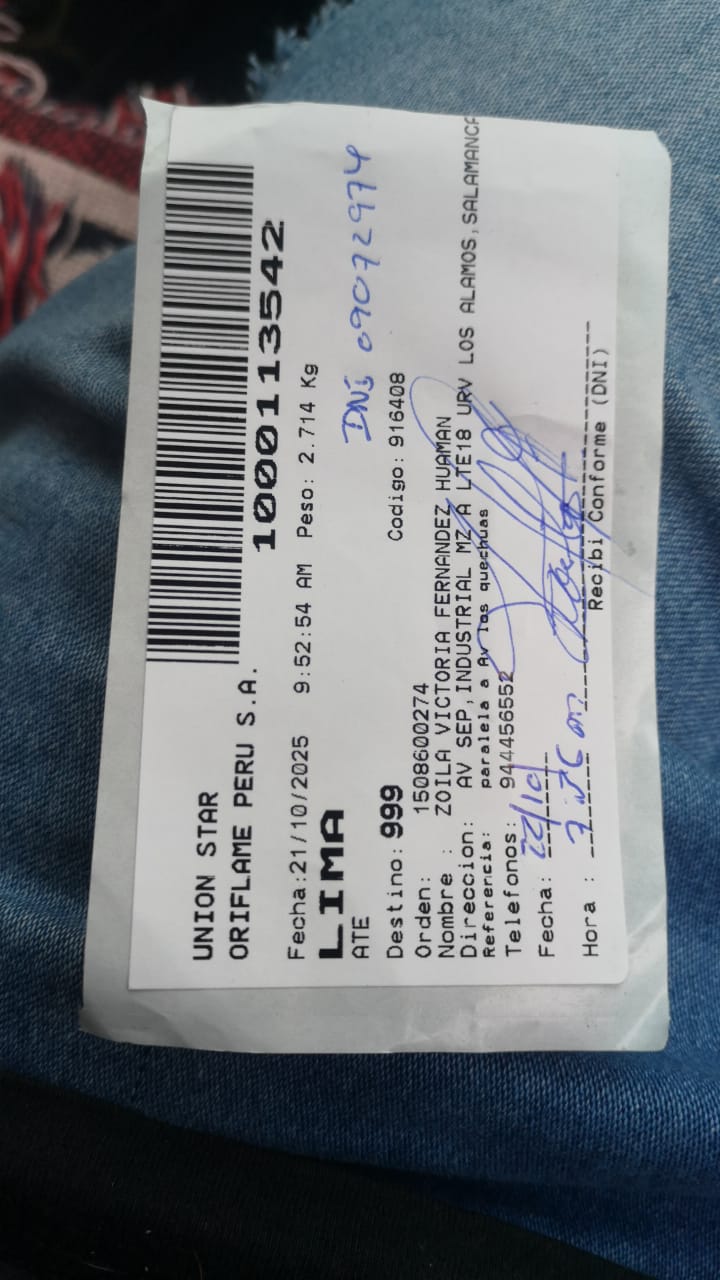 UNION STAR
ORIFLAME PERU S.A.
10001113542
Fecha:21/10/2025 9:52:54 AM Peso: 2.714 Kg
LIMA
ATE
DNi 09072974
Destino: 999 Codigo: 916408
Orden: 1508600274
Nombre : ZOILA VICTORIA FERNANDEZ HUAMAN
Direccion: AV SEP,INDUSTRIAL MZ A LTE18 URV LOS ALAMOS,SALAMANCA
Referencia: paralela a Av los quechuas
Telefonos: 944456552
Fecha: 22/10
Hora :
Recibi Conforme (DNI)